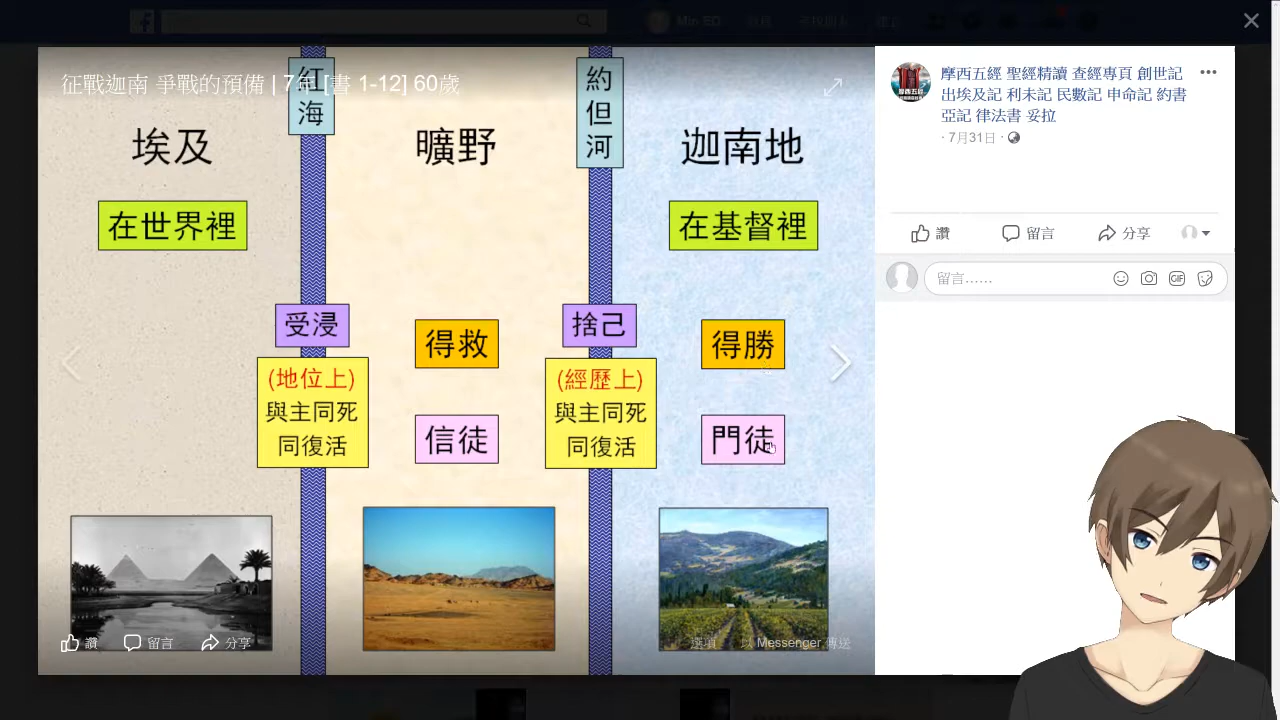 Min EO
征戰迦南 爭戰的預備 | 7年 [書 1-12] 60歲
紅海
約但河
埃及
曠野
迦南地
在世界裡
在基督裡
受浸
得救
捨己
得勝
(地位上)
與主同死
同復活
信徒
(經歷上)
與主同死
同復活
門徒
讚
留言
分享
選項
以 Messenger 傳送
摩西五經 聖經精讀 查經專頁 創世記
出埃及記 利未記 民數記 申命記 約書
亞記 律法書 妥拉
· 7月31日 ·
讚
留言
分享
留言......
GIF